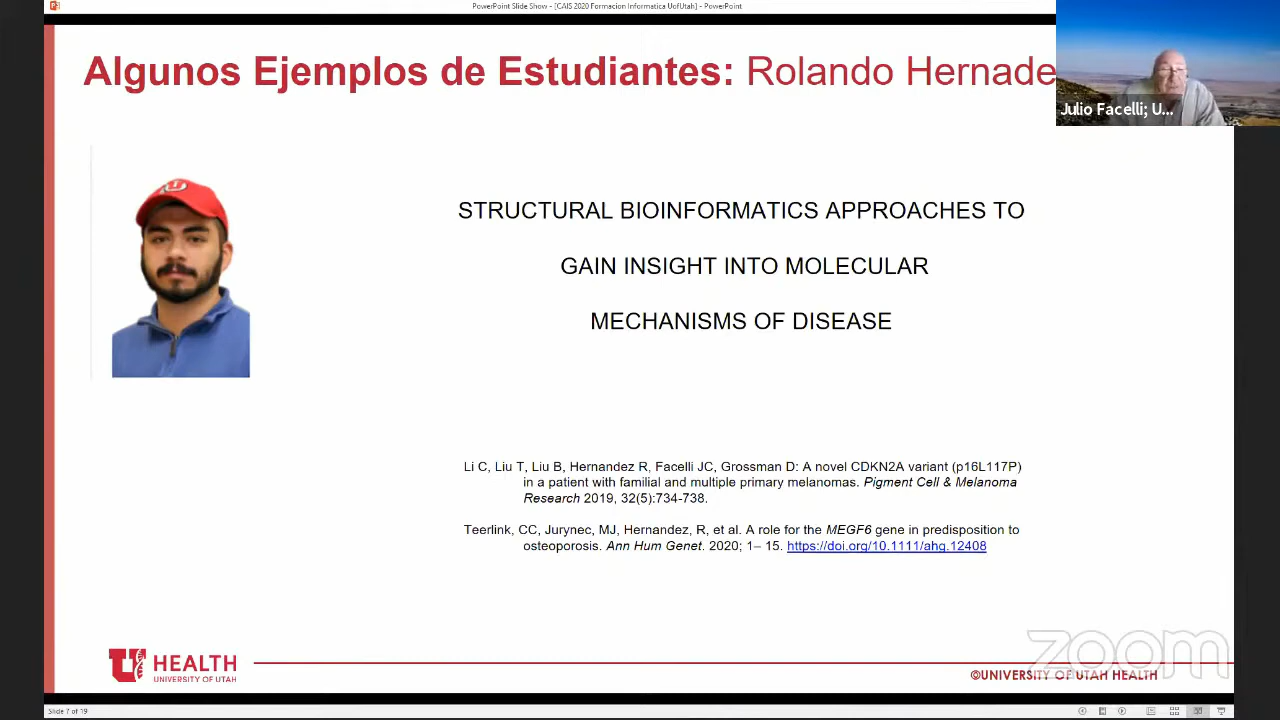 PowerPoint Slide Show - [CAIS 2020 Formacion Informatica UofUtah] - PowerPoint
Algunos Ejemplos de Estudiantes: Rolando Hernade
Julio Facelli; U...
STRUCTURAL BIOINFORMATICS APPROACHES TO
GAIN INSIGHT INTO MOLECULAR
MECHANISMS OF DISEASE
Li C, Liu T, Liu B, Hernandez R, Facelli JC, Grossman D: A novel CDKN2A variant (p16L117P)
in a patient with familial and multiple primary melanomas. Pigment Cell & Melanoma
Research 2019, 32(5):734-738.
Teerlink, CC, Jurynec, MJ, Hernandez, R, et al. A role for the MEGF6 gene in predisposition to
osteoporosis. Ann Hum Genet. 2020; 1– 15. https://doi.org/10.1111/ahg.12408
zoom
U HEALTH
UNIVERSITY OF UTAH
©UNIVERSITY OF UTAH HEALTH
Slide 7 of 19